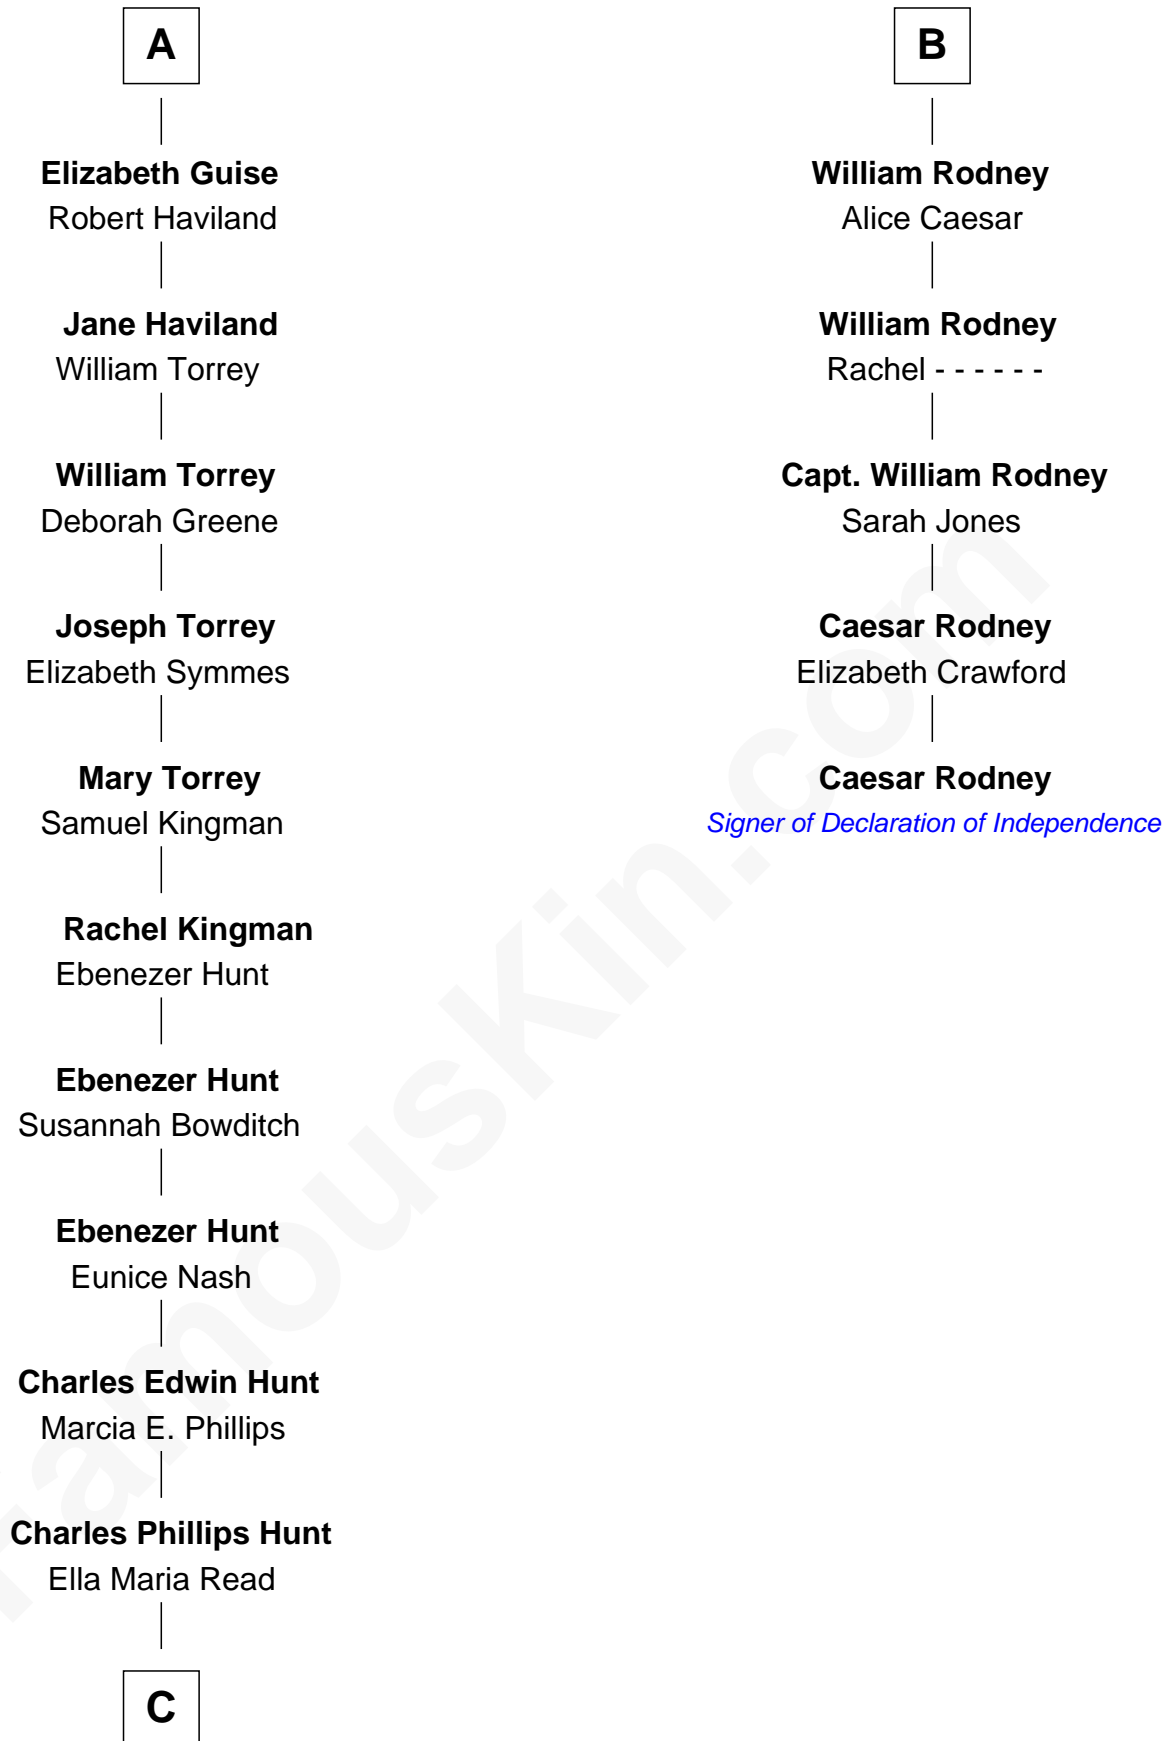 A
Elizabeth Guise
Robert Haviland
Jane Haviland
William Torrey
William Torrey
Deborah Greene
Joseph Torrey
Elizabeth Symmes
Mary Torrey
Samuel Kingman
Rachel Kingman
Ebenezer Hunt
Ebenezer Hunt
Susannah Bowditch
Ebenezer Hunt
Eunice Nash
Charles Edwin Hunt
Marcia E. Phillips
Charles Phillips Hunt
Ella Maria Read
C
B
William Rodney
Alice Caesar
William Rodney
Rachel - - - - - -
Capt. William Rodney
Sarah Jones
Caesar Rodney
Elizabeth Crawford
Caesar Rodney
Signer of Declaration of Independence
FamousKin.com